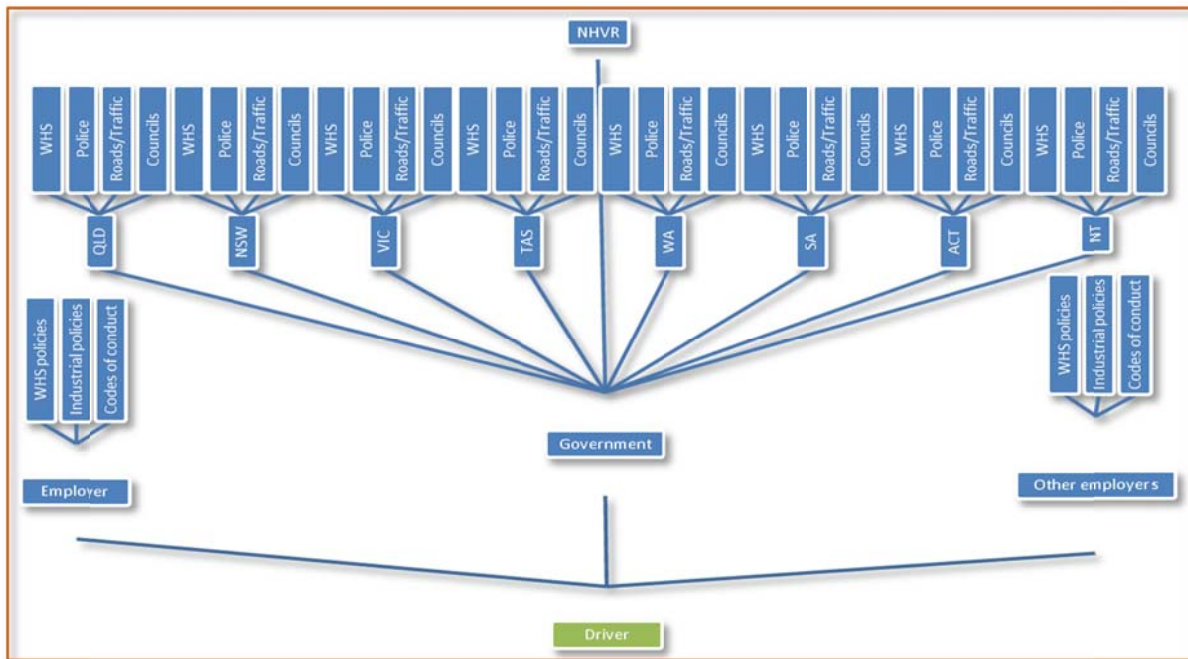 NHVR
WHS
Police
Roads/Traffic
Councils
WHS
Police
Roads/Traffic
Councils
WHS
Police
Roads/Traffic
Councils
WHS
Police
Roads/Traffic
Councils
WHS
Police
Roads/Traffic
Councils
WHS
Police
Roads/Traffic
Councils
WHS
Police
Roads/Traffic
Councils
WHS
Police
Roads/Traffic
Councils
QLD
NSW
VIC
TAS
WA
SA
ACT
NT
WHS policies
Industrial policies
Codes of conduct
WHS policies
Industrial policies
Codes of conduct
Government
Employer
Other employers
Driver